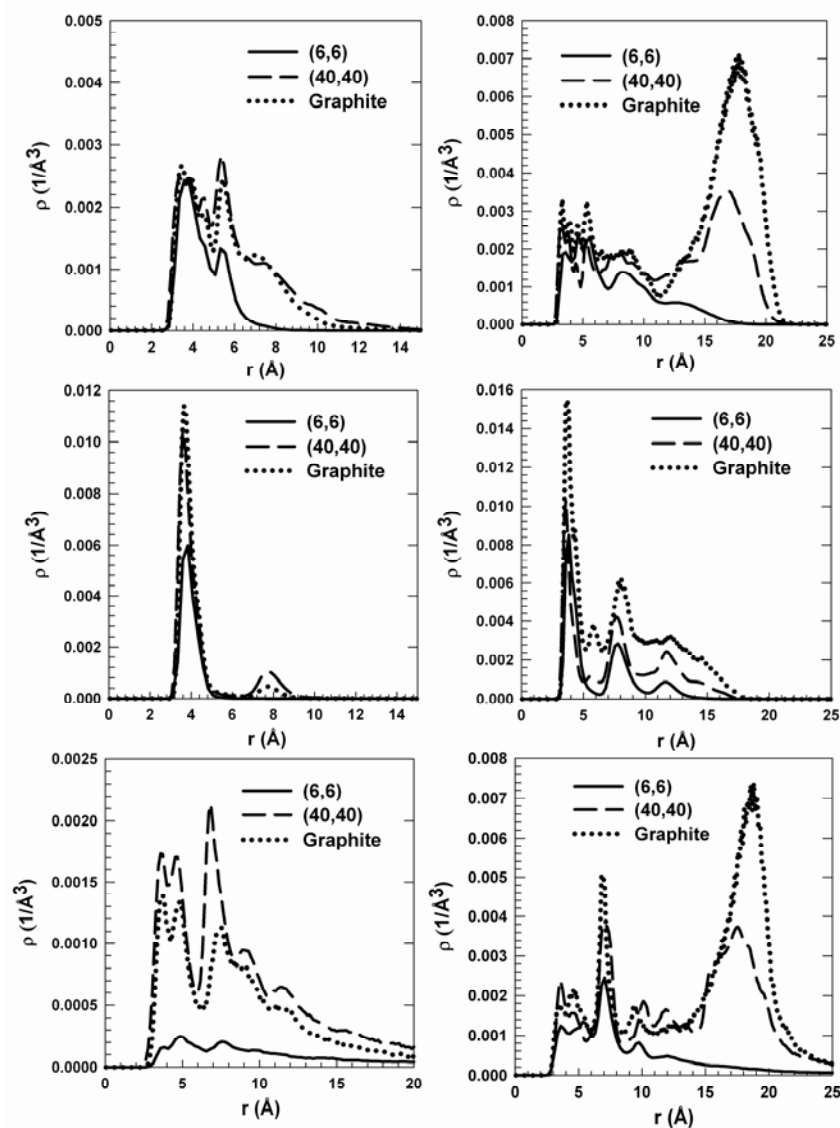 0.005
0.004
0.003
0.002
0.001
0.000
ρ (1/Å³)
(6,6)
(40,40)
Graphite
0 2 4 6 8 10 12 14
r (Å)
0.008
0.007
0.006
0.005
0.004
0.003
0.002
0.001
0.000
ρ (1/Å³)
(6,6)
(40,40)
Graphite
0 5 10 15 20 25
r (Å)
0.012
0.010
0.008
0.006
0.004
0.002
0.000
ρ (1/Å³)
(6,6)
(40,40)
Graphite
0 2 4 6 8 10 12 14
r (Å)
0.016
0.014
0.012
0.010
0.008
0.006
0.004
0.002
0.000
ρ (1/Å³)
(6,6)
(40,40)
Graphite
0 5 10 15 20 25
r (Å)
0.0025
0.0020
0.0015
0.0010
0.0005
0.0000
ρ (1/Å³)
(6,6)
(40,40)
Graphite
0 5 10 15 20
r (Å)
0.008
0.007
0.006
0.005
0.004
0.003
0.002
0.001
0.000
ρ (1/Å³)
(6,6)
(40,40)
Graphite
0 5 10 15 20 25
r (Å)